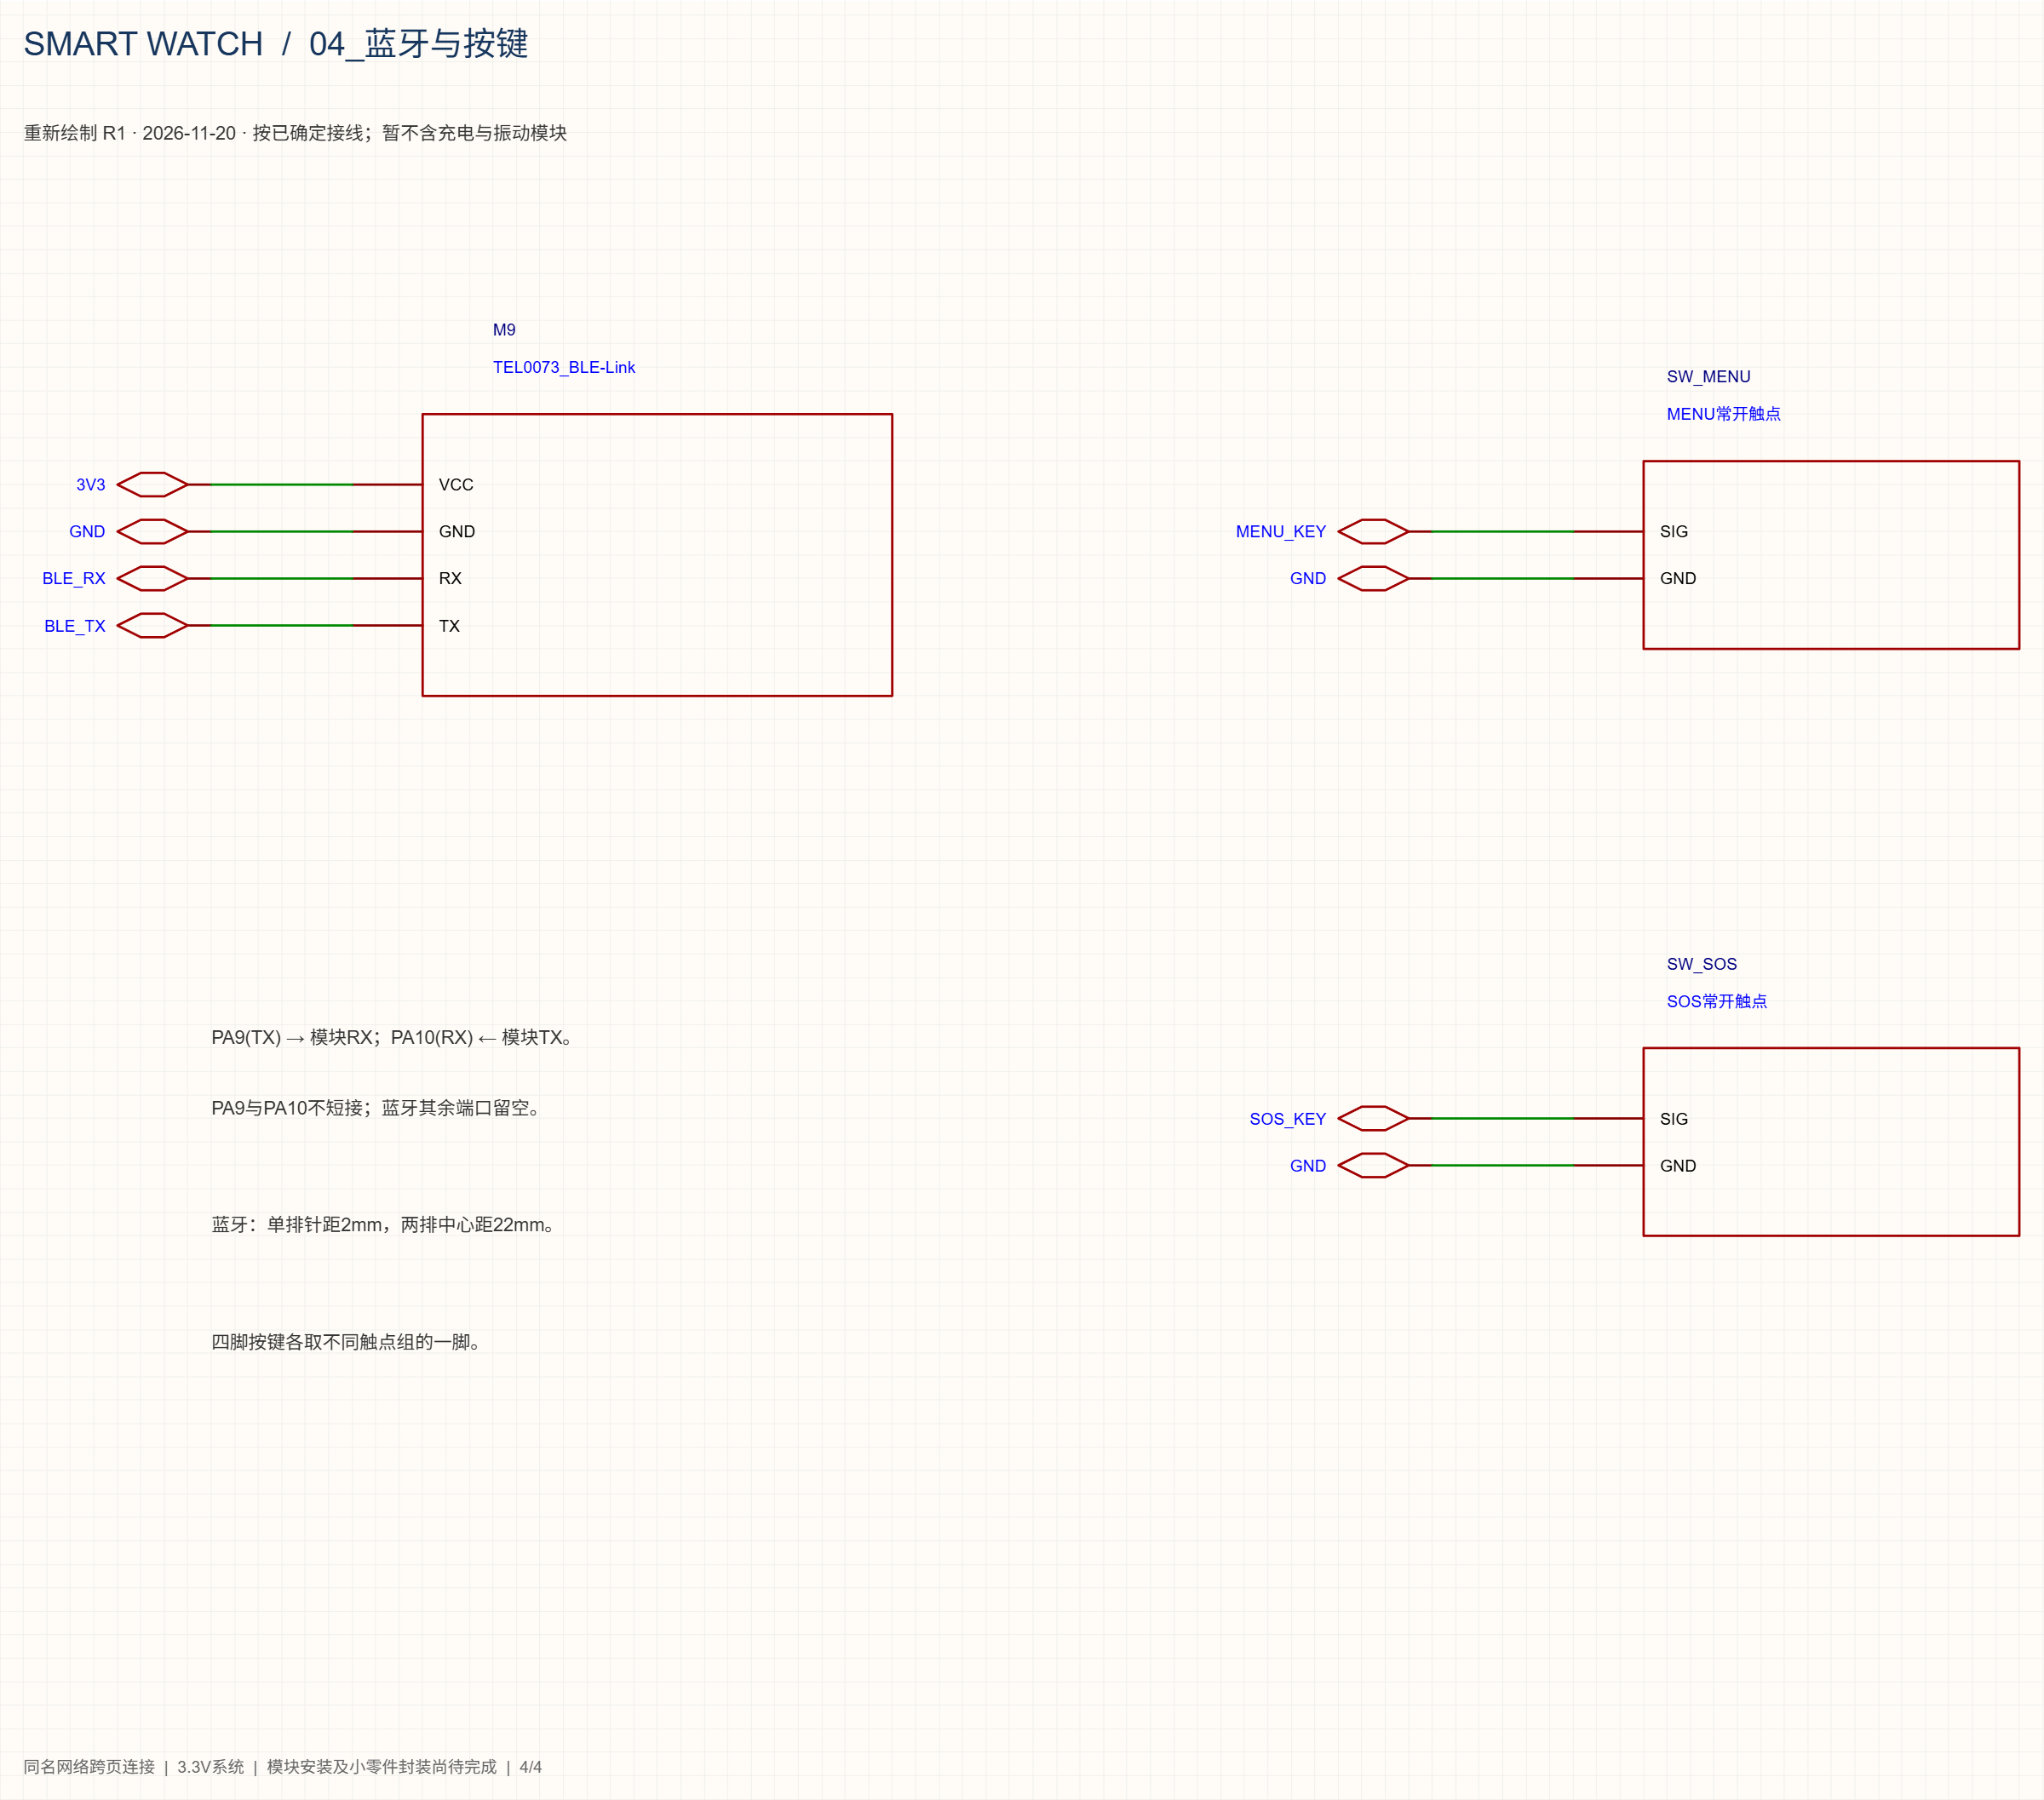 SMART WATCH / 04_蓝牙与按键
重新绘制 R1 · 2026-11-20 · 按已确定接线；暂不含充电与振动模块
M9
TEL0073_BLE-Link
3V3
VCC
GND
GND
BLE_RX
RX
BLE_TX
TX
SW_MENU
MENU常开触点
MENU_KEY
SIG
GND
GND
SW_SOS
SOS常开触点
SOS_KEY
SIG
GND
GND
PA9(TX) → 模块RX；PA10(RX) ← 模块TX。
PA9与PA10不短接；蓝牙其余端口留空。
蓝牙：单排针距2mm，两排中心距22mm。
四脚按键各取不同触点组的一脚。
同名网络跨页连接 | 3.3V系统 | 模块安装及小零件封装尚待完成 | 4/4